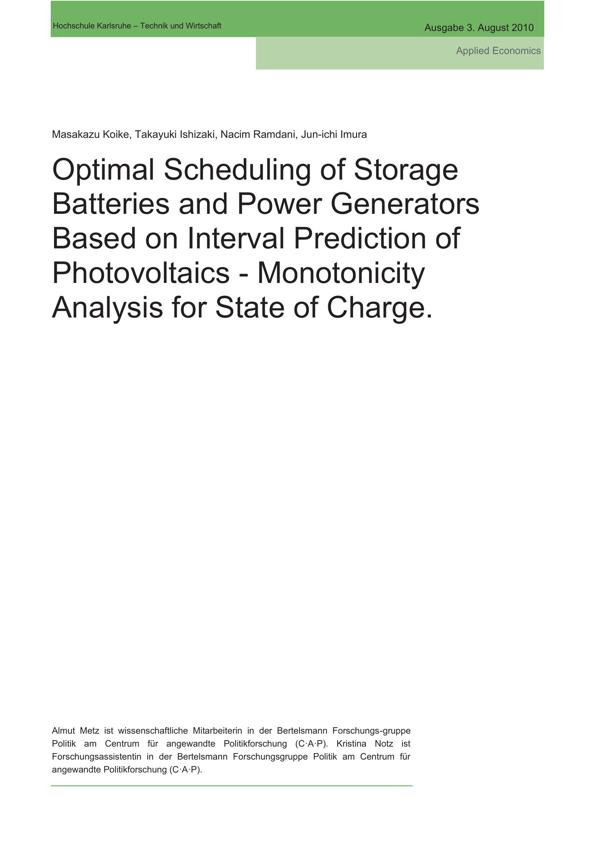 Hochschule Karlsruhe – Technik und Wirtschaft
Ausgabe 3. August 2010
Applied Economics
Masakazu Koike, Takayuki Ishizaki, Nacim Ramdani, Jun-ichi Imura
Optimal Scheduling of Storage
Batteries and Power Generators
Based on Interval Prediction of
Photovoltaics - Monotonicity
Analysis for State of Charge.
Almut Metz ist wissenschaftliche Mitarbeiterin in der Bertelsmann Forschungs-gruppe
Politik am Centrum für angewandte Politikforschung (C·A·P). Kristina Notz ist
Forschungsassistentin in der Bertelsmann Forschungsgruppe Politik am Centrum für
angewandte Politikforschung (C·A·P).